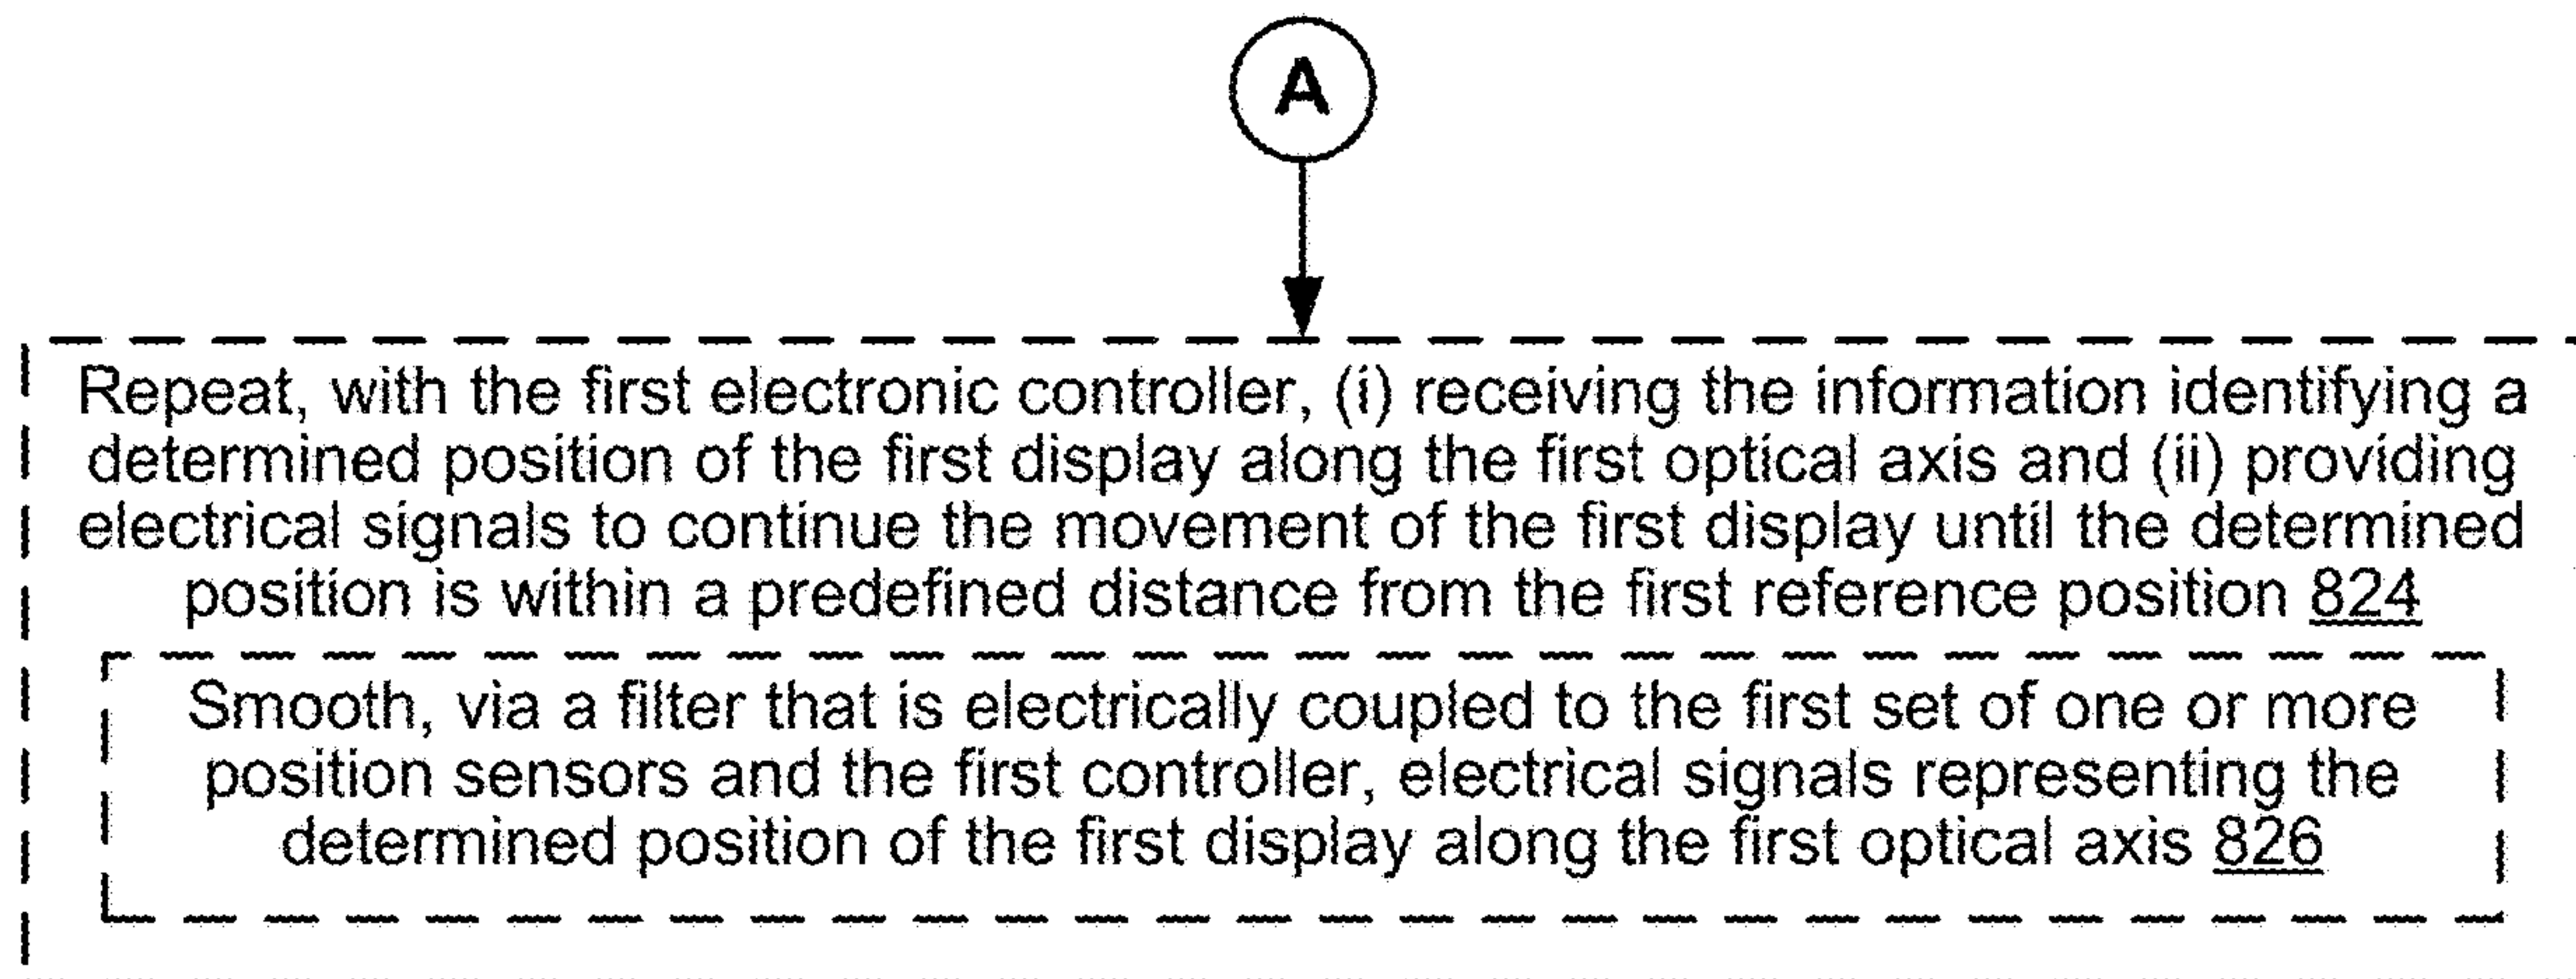 A
Repeat, with the first electronic controller, (i) receiving the information identifying a
determined position of the first display along the first optical axis and (ii) providing
electrical signals to continue the movement of the first display until the determined
position is within a predefined distance from the first reference position 824
Smooth, via a filter that is electrically coupled to the first set of one or more
position sensors and the first controller, electrical signals representing the
determined position of the first display along the first optical axis 826